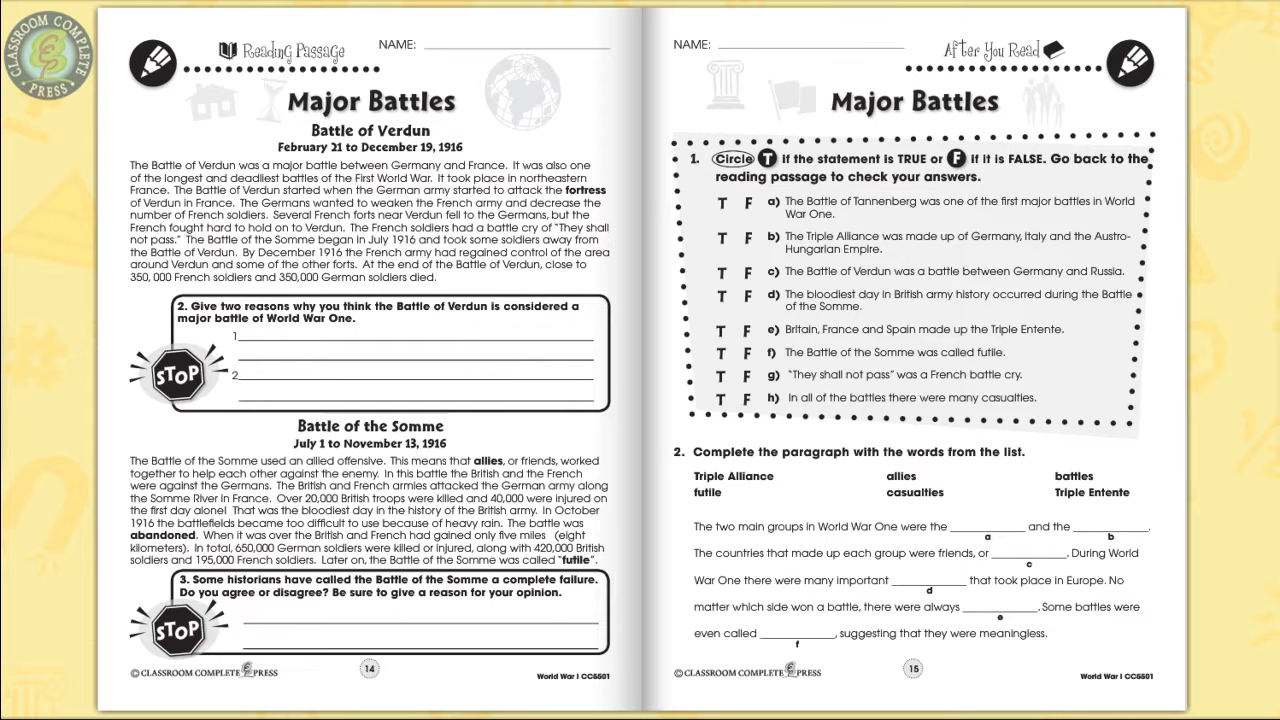 CLASSROOM COMPLETE
• PRESS •
Reading Passage
NAME:
Major Battles
Battle of Verdun
February 21 to December 19, 1916
The Battle of Verdun was a major battle between Germany and France. It was also one
of the longest and deadliest battles of the First World War. It took place in northeastern
France. The Battle of Verdun started when the German army started to attack the fortress
of Verdun in France. The Germans wanted to weaken the French army and decrease the
number of French soldiers. Several French forts near Verdun fell to the Germans, but the
French fought hard to hold on to Verdun. The French soldiers had a battle cry of "They shall
not pass." The Battle of the Somme began in July 1916 and took some soldiers away from
the Battle of Verdun. By December 1916 the French army had regained control of the area
around Verdun and some of the other forts. At the end of the Battle of Verdun, close to
350, 000 French soldiers and 350,000 German soldiers died.
2. Give two reasons why you think the Battle of Verdun is considered a
major battle of World War One.
1
STOP
2
Battle of the Somme
July 1 to November 13, 1916
The Battle of the Somme used an allied offensive. This means that allies, or friends, worked
together to help each other against the enemy. In this battle the British and the French
were against the Germans. The British and French armies attacked the German army along
the Somme River in France. Over 20,000 British troops were killed and 40,000 were injured on
the first day alone! That was the bloodiest day in the history of the British army. In October
1916 the battlefields became too difficult to use because of heavy rain. The battle was
abandoned. When it was over the British and French had gained only five miles (eight
kilometers). In total, 650,000 German soldiers were killed or injured, along with 420,000 British
soldiers and 195,000 French soldiers. Later on, the Battle of the Somme was called "futile".
3. Some historians have called the Battle of the Somme a complete failure.
Do you agree or disagree? Be sure to give a reason for your opinion.
STOP
© CLASSROOM COMPLETE PRESS
14
World War I CC5501
NAME:
After You Read
Major Battles
1. Circle T if the statement is TRUE or F if it is FALSE. Go back to the
reading passage to check your answers.
T F a) The Battle of Tannenberg was one of the first major battles in World
War One.
T F b) The Triple Alliance was made up of Germany, Italy and the Austro-
Hungarian Empire.
T F c) The Battle of Verdun was a battle between Germany and Russia.
T F d) The bloodiest day in British army history occurred during the Battle
of the Somme.
T F e) Britain, France and Spain made up the Triple Entente.
T F f) The Battle of the Somme was called futile.
T F g) "They shall not pass" was a French battle cry.
T F h) In all of the battles there were many casualties.
2. Complete the paragraph with the words from the list.
Triple Alliance allies battles
futile casualties Triple Entente
The two main groups in World War One were the ____________ and the ____________.
a b
The countries that made up each group were friends, or ____________. During World
c
War One there were many important ____________ that took place in Europe. No
d
matter which side won a battle, there were always ____________. Some battles were
e
even called ____________, suggesting that they were meaningless.
f
© CLASSROOM COMPLETE PRESS
15
World War I CC5501